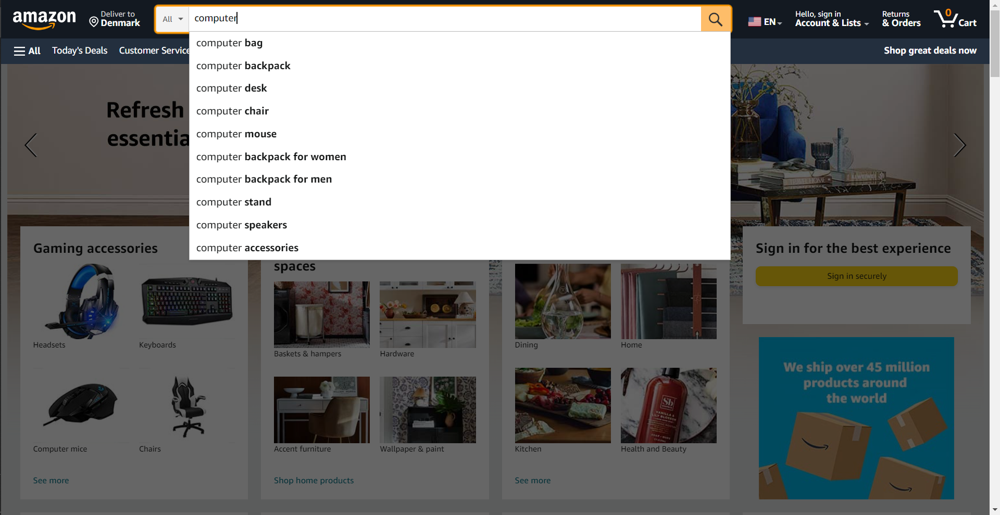 amazon
Deliver to
Denmark
All
computer
EN
Hello, sign in
Account & Lists
Returns
& Orders
0
Cart
All
Today's Deals
Customer Service
Shop great deals now
computer bag
computer backpack
computer desk
computer chair
computer mouse
computer backpack for women
computer backpack for men
computer stand
computer speakers
computer accessories
Refresh
essentia
Gaming accessories
Headsets
Keyboards
Computer mice
Chairs
See more
spaces
Baskets & hampers
Hardware
Accent furniture
Wallpaper & paint
Shop home products
Dining
Home
Kitchen
Sb
VANILLA &
LILY BLOSSOM
Health and Beauty
See more
Sign in for the best experience
Sign in securely
We ship over 45 million
products around
the world